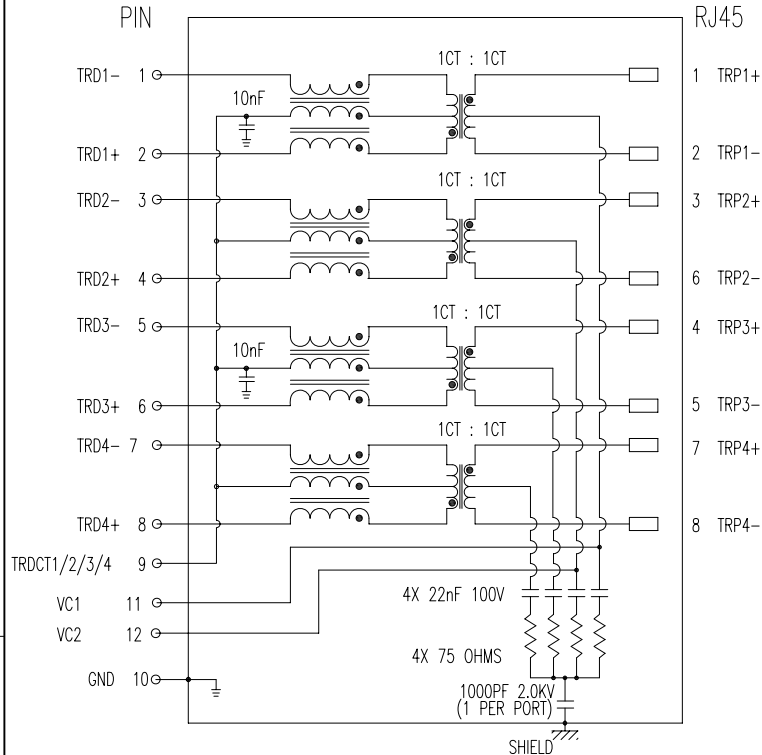 PIN RJ45
1CT : 1CT
TRD1- 1 1 TRP1+
10nF
TRD1+ 2 2 TRP1-
1CT : 1CT
TRD2- 3 3 TRP2+
TRD2+ 4 6 TRP2-
1CT : 1CT
TRD3- 5 4 TRP3+
10nF
TRD3+ 6 5 TRP3-
1CT : 1CT
TRD4- 7 7 TRP4+
TRD4+ 8 8 TRP4-
TRDCT1/2/3/4 9
4X 22nF 100V
VC1 11
VC2 12
4X 75 OHMS
GND 10
1000PF 2.0KV
(1 PER PORT)
SHIELD